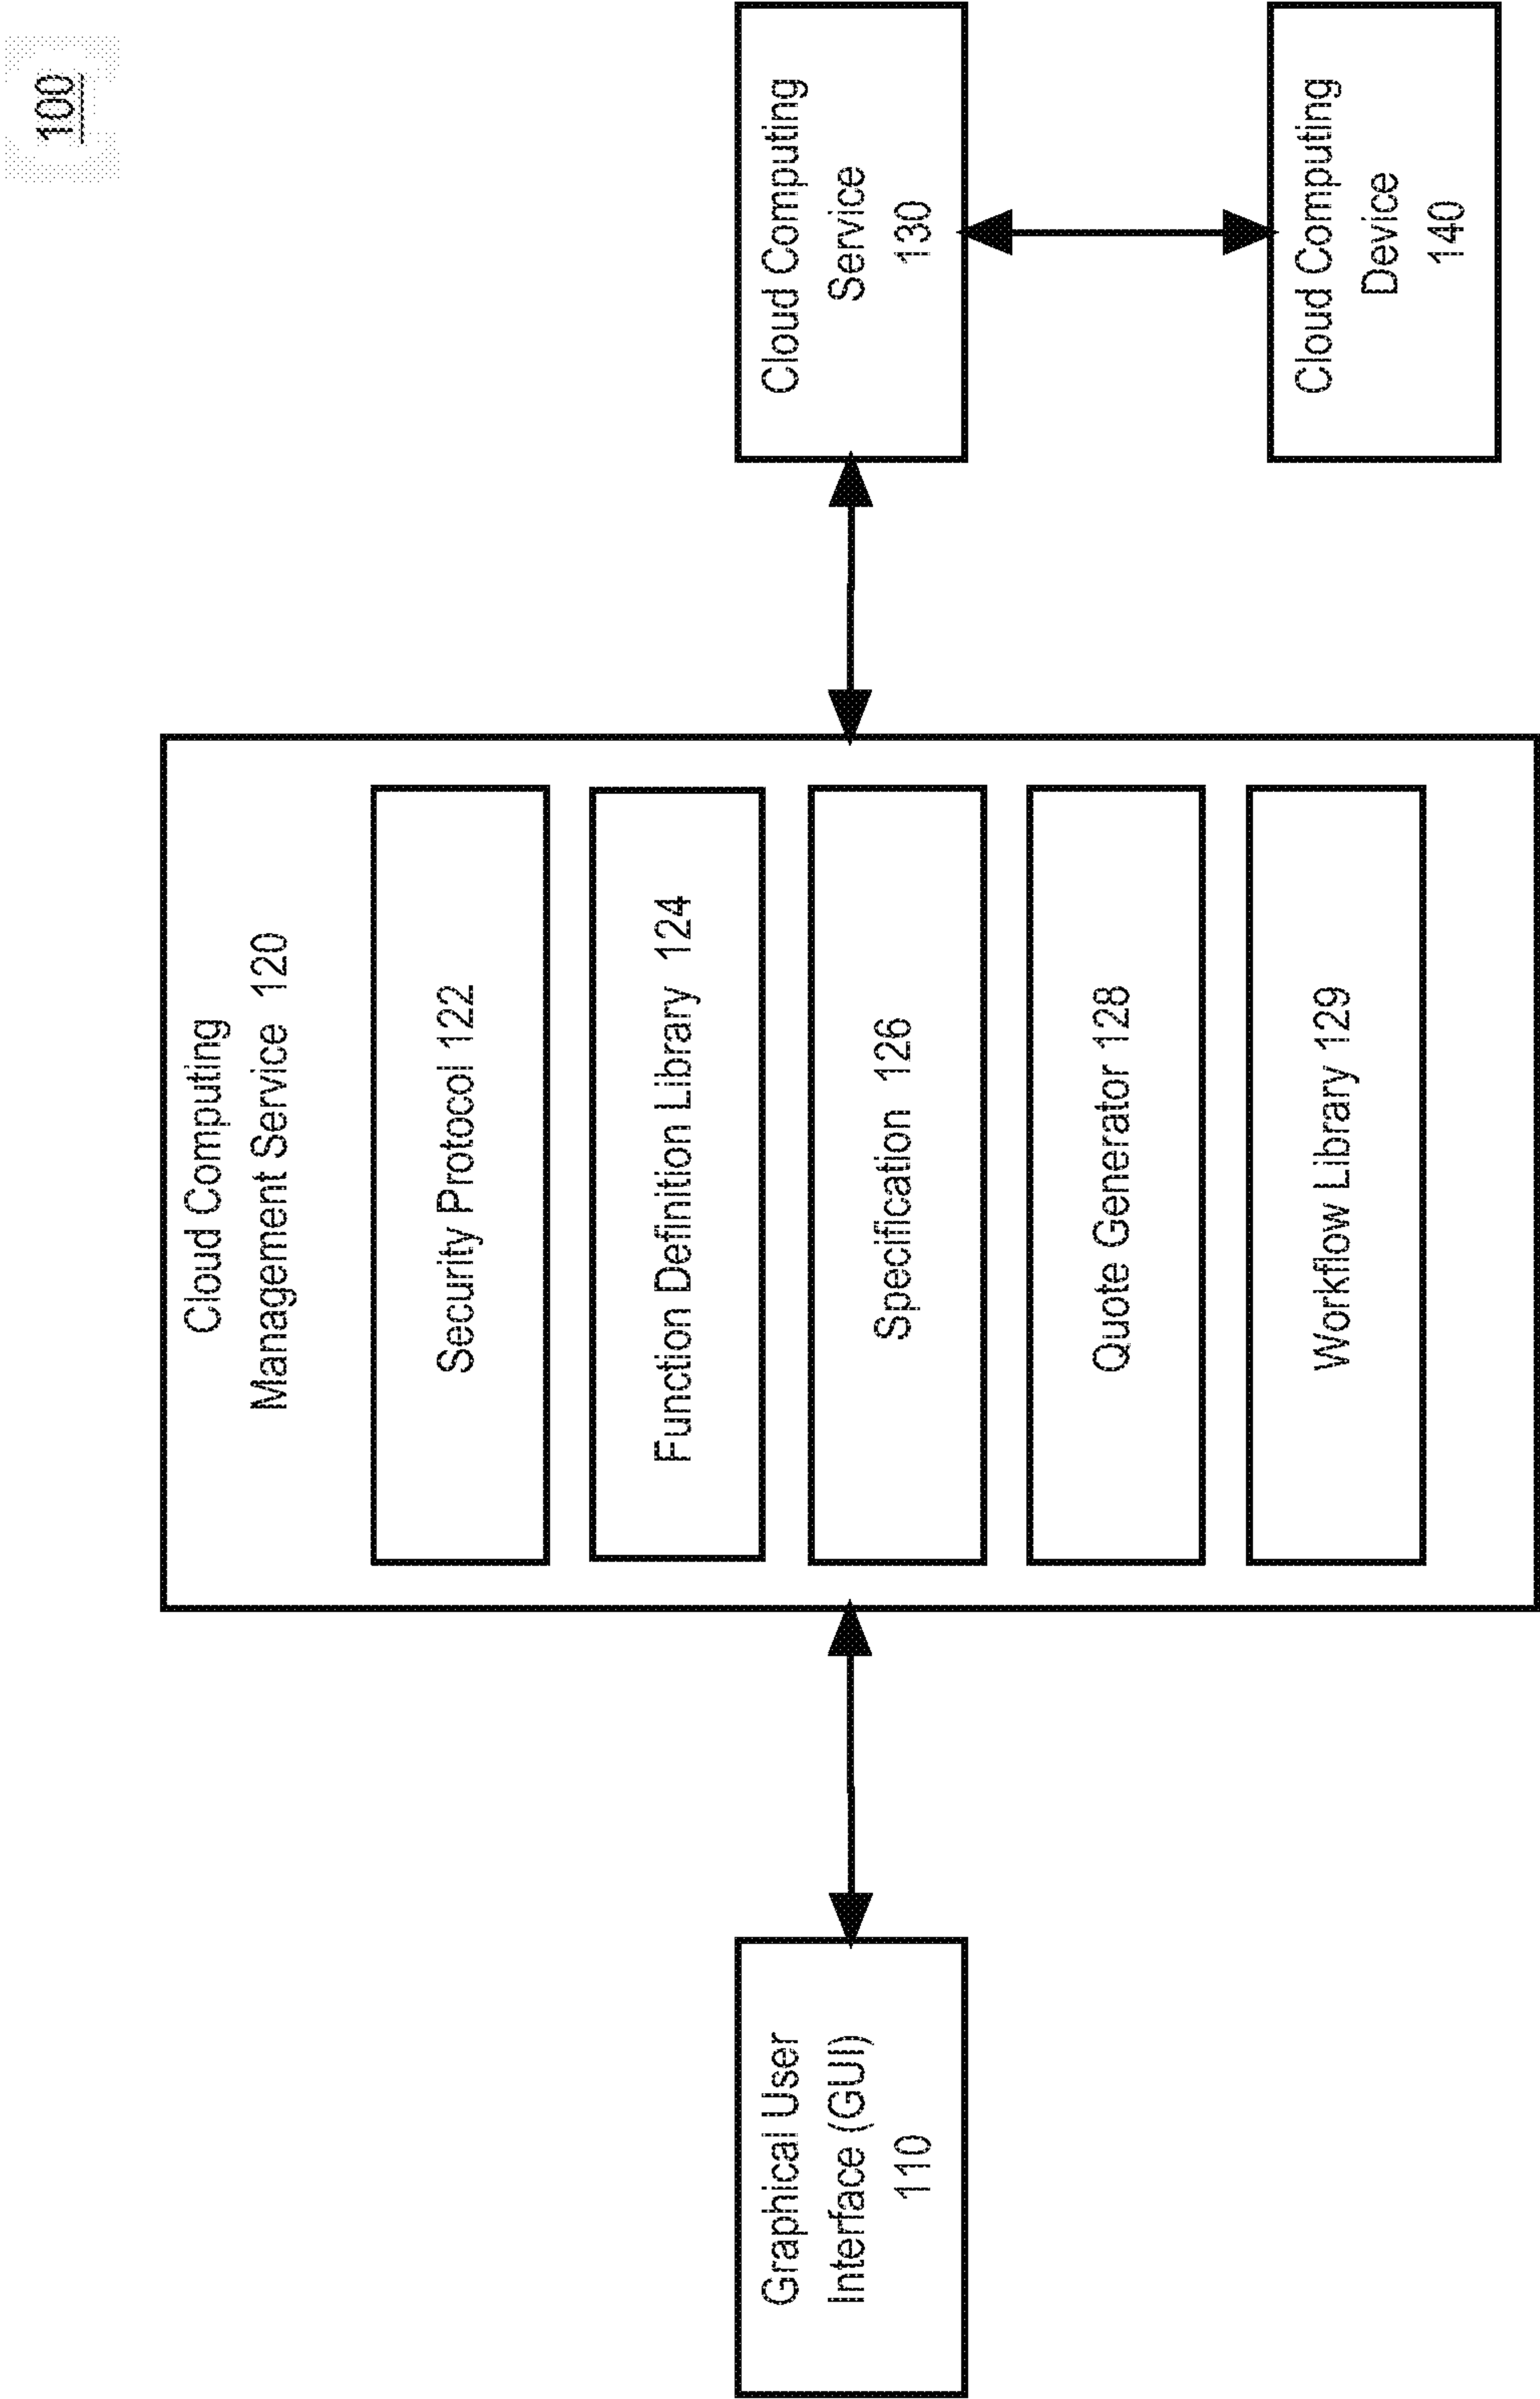 100
Cloud Computing
Management Service 120
Security Protocol 122
Function Definition Library 124
Specification 126
Quote Generator 128
Workflow Library 129
Graphical User
Interface (GUI)
110
Cloud Computing
Service
130
Cloud Computing
Device
140